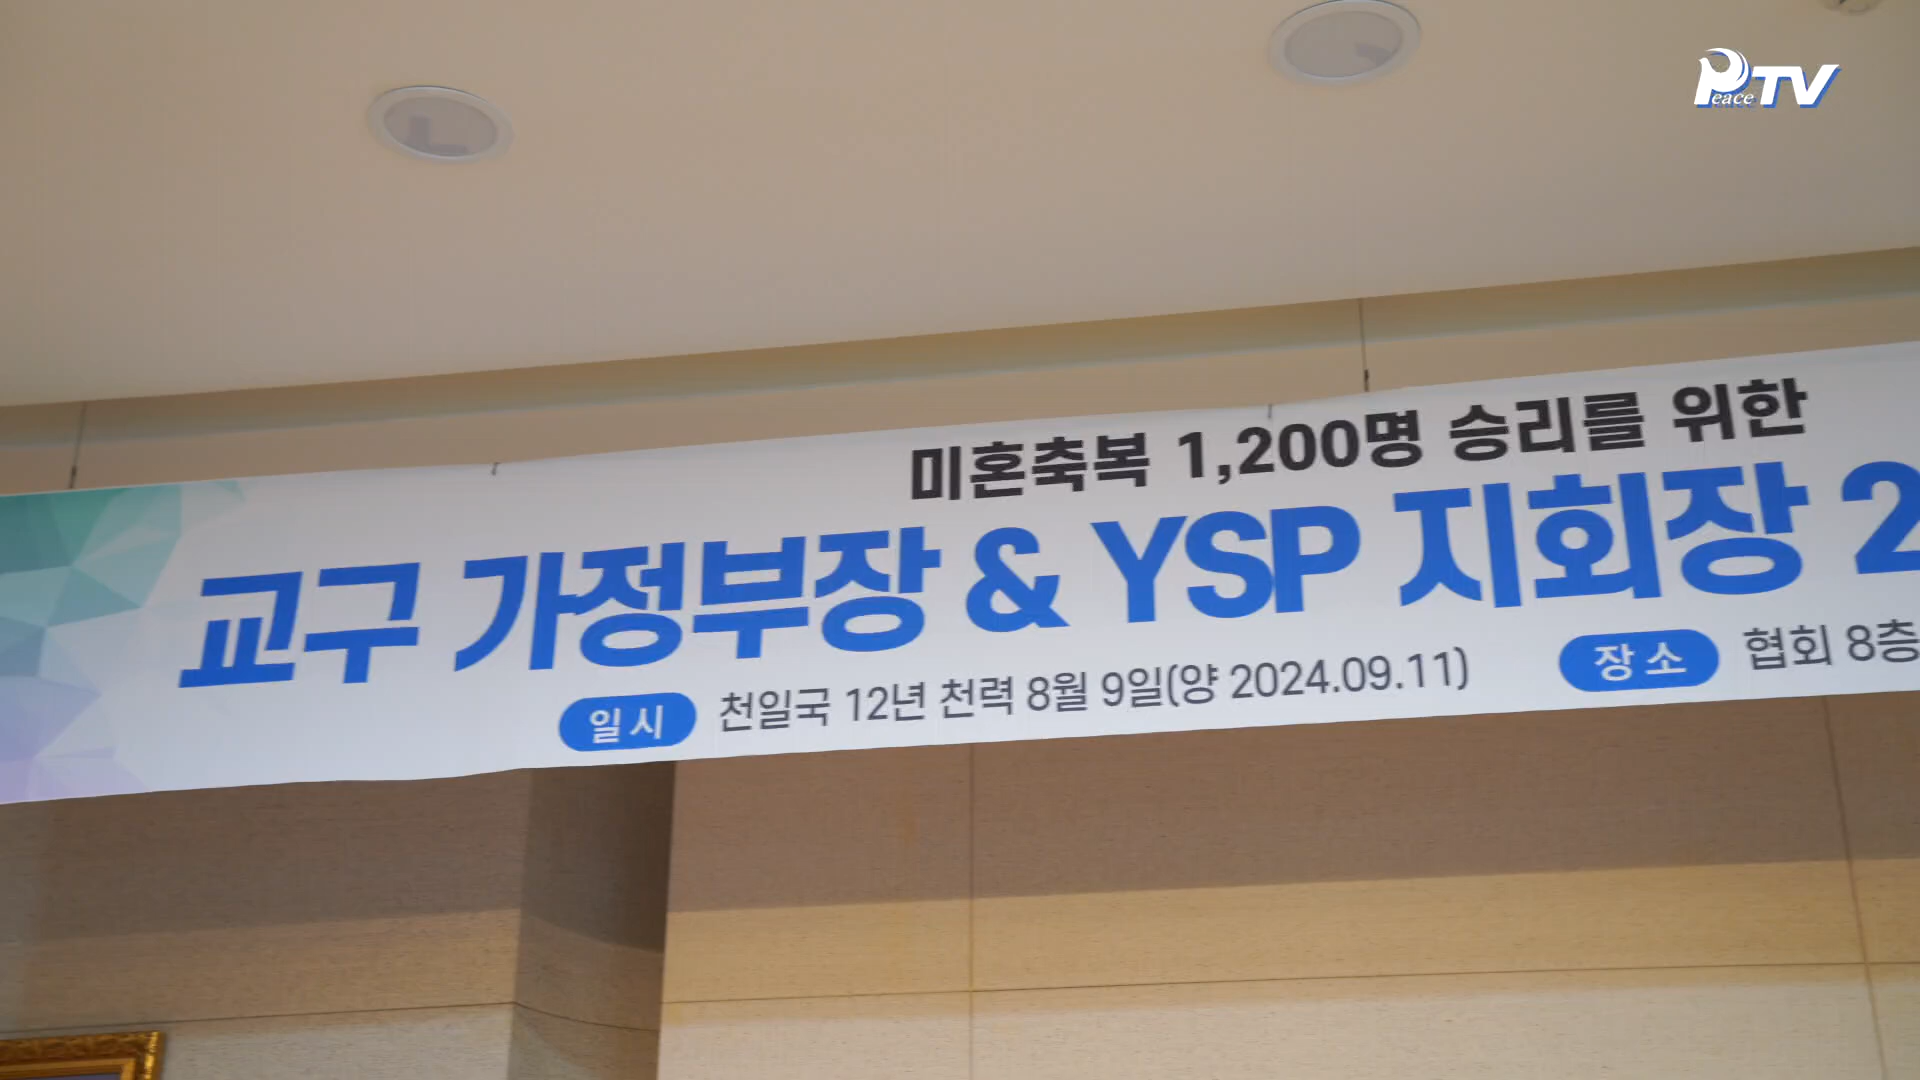 Peace TV
미혼축복 1,200명 승리를 위한
교구 가정부장 & YSP 지회장 2
일시 천일국 12년 천력 8월 9일(양 2024.09.11) 장소 협회 8층